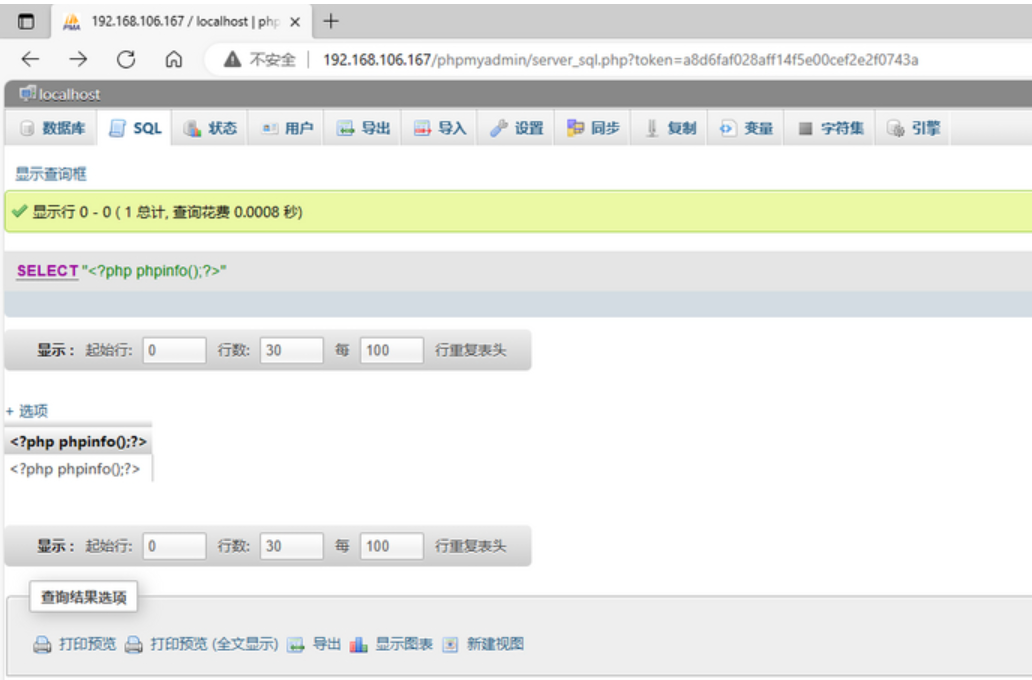 192.168.106.167 / localhost | php
不安全 | 192.168.106.167/phpmyadmin/server_sql.php?token=a8d6faf028aff14f5e00cef2e2f0743a
localhost
数据库 SQL 状态 用户 导出 导入 设置 同步 复制 变量 字符集 引擎
显示查询框
显示行 0 - 0 ( 1 总计, 查询花费 0.0008 秒)
SELECT "<?php phpinfo();?>"
显示 : 起始行: 0 行数: 30 每 100 行重复表头
+ 选项
<?php phpinfo();?>
<?php phpinfo();?>
显示 : 起始行: 0 行数: 30 每 100 行重复表头
查询结果选项
打印预览 打印预览 (全文显示) 导出 显示图表 新建视图